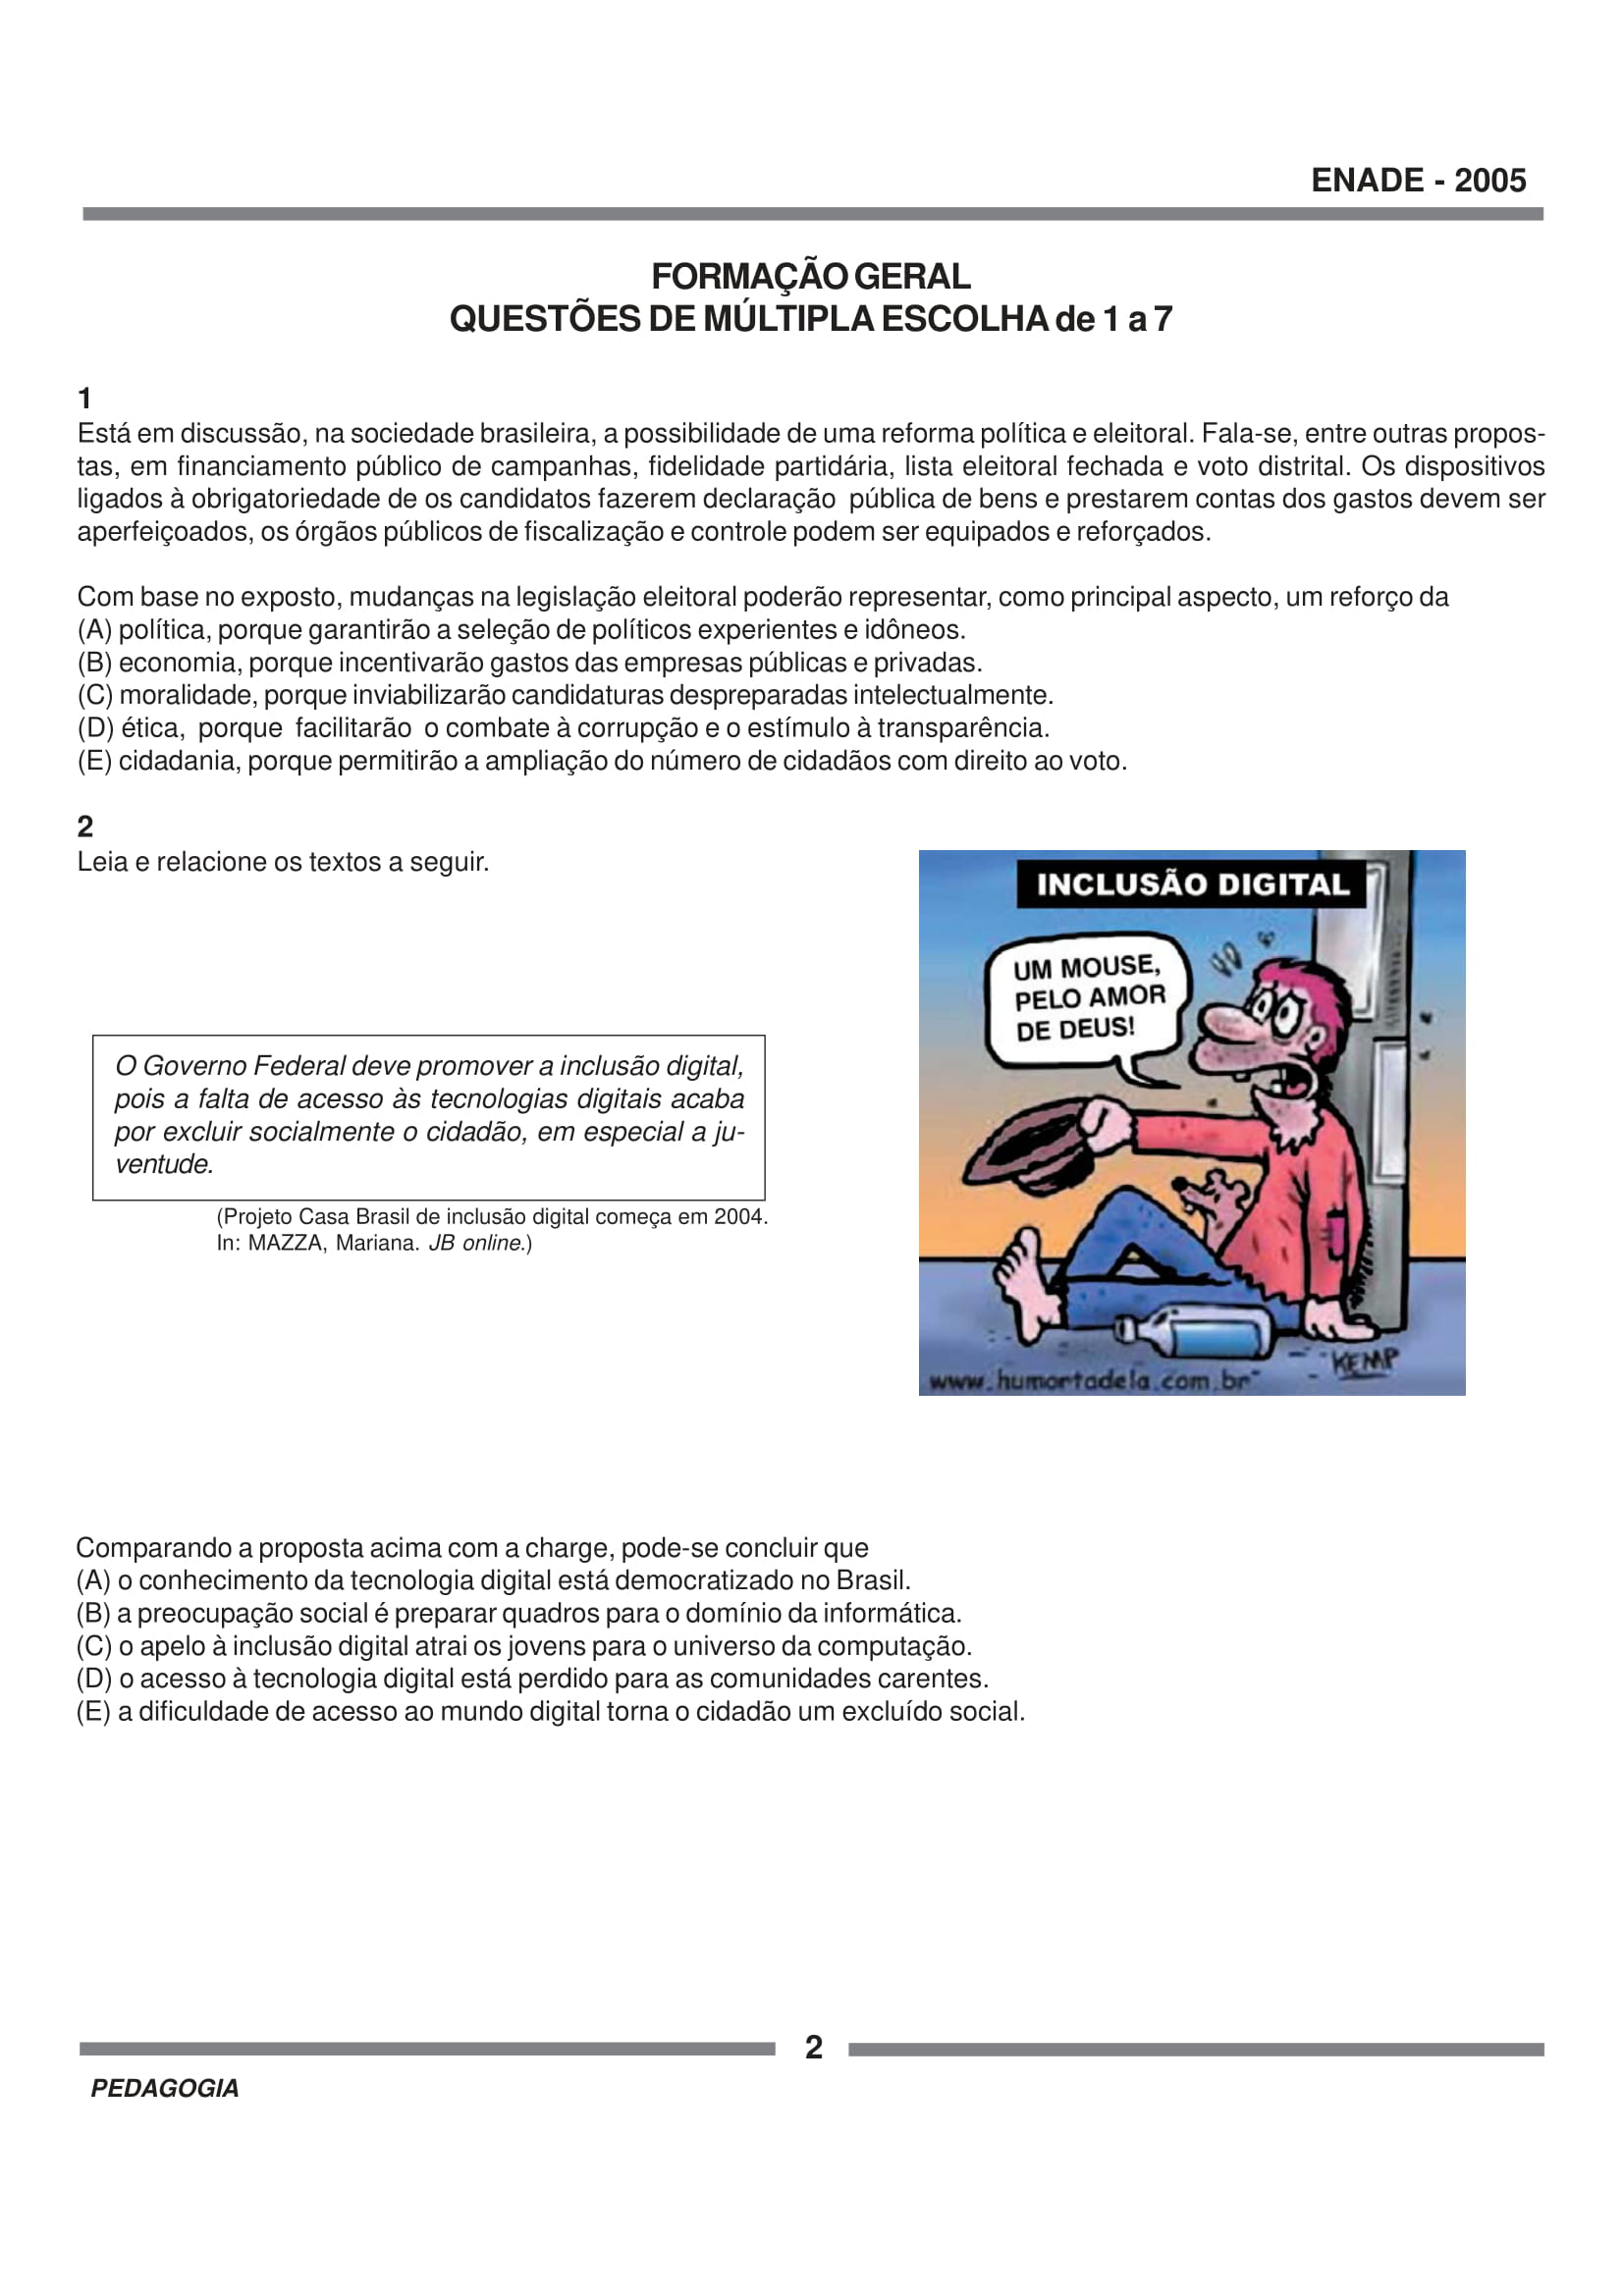 ENADE - 2005
FORMAÇÃO GERAL
QUESTÕES DE MÚLTIPLA ESCOLHA de 1 a 7
1
Está em discussão, na sociedade brasileira, a possibilidade de uma reforma política e eleitoral. Fala-se, entre outras propos-
tas, em financiamento público de campanhas, fidelidade partidária, lista eleitoral fechada e voto distrital. Os dispositivos
ligados à obrigatoriedade de os candidatos fazerem declaração pública de bens e prestarem contas dos gastos devem ser
aperfeiçoados, os órgãos públicos de fiscalização e controle podem ser equipados e reforçados.
Com base no exposto, mudanças na legislação eleitoral poderão representar, como principal aspecto, um reforço da
(A) política, porque garantirão a seleção de políticos experientes e idôneos.
(B) economia, porque incentivarão gastos das empresas públicas e privadas.
(C) moralidade, porque inviabilizarão candidaturas despreparadas intelectualmente.
(D) ética, porque facilitarão o combate à corrupção e o estímulo à transparência.
(E) cidadania, porque permitirão a ampliação do número de cidadãos com direito ao voto.
2
Leia e relacione os textos a seguir.
O Governo Federal deve promover a inclusão digital,
pois a falta de acesso às tecnologias digitais acaba
por excluir socialmente o cidadão, em especial a ju-
ventude.
(Projeto Casa Brasil de inclusão digital começa em 2004.
In: MAZZA, Mariana. JB online.)
INCLUSÃO DIGITAL
UM MOUSE,
PELO AMOR
DE DEUS!
KEMP
www.humortadela.com.br
Comparando a proposta acima com a charge, pode-se concluir que
(A) o conhecimento da tecnologia digital está democratizado no Brasil.
(B) a preocupação social é preparar quadros para o domínio da informática.
(C) o apelo à inclusão digital atrai os jovens para o universo da computação.
(D) o acesso à tecnologia digital está perdido para as comunidades carentes.
(E) a dificuldade de acesso ao mundo digital torna o cidadão um excluído social.
2
PEDAGOGIA